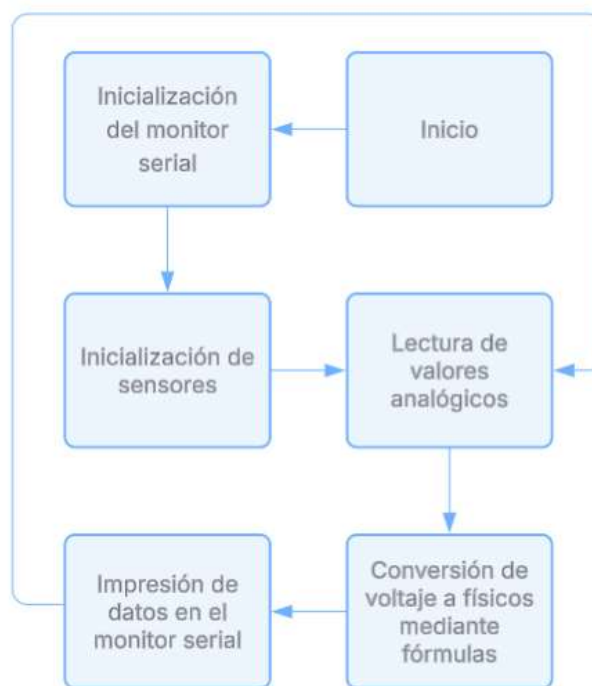 Inicialización
del monitor
serial
Inicio
Inicialización de
sensores
Lectura de
valores
analógicos
Impresión de
datos en el
monitor serial
Conversión de
voltaje a físicos
mediante
fórmulas